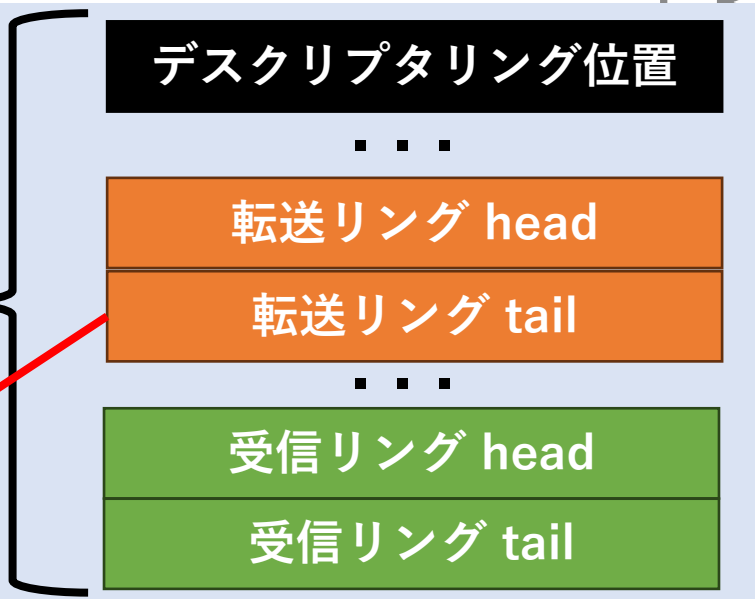 デスクリプタリング位置
...
転送リング head
転送リング tail
...
受信リング head
受信リング tail